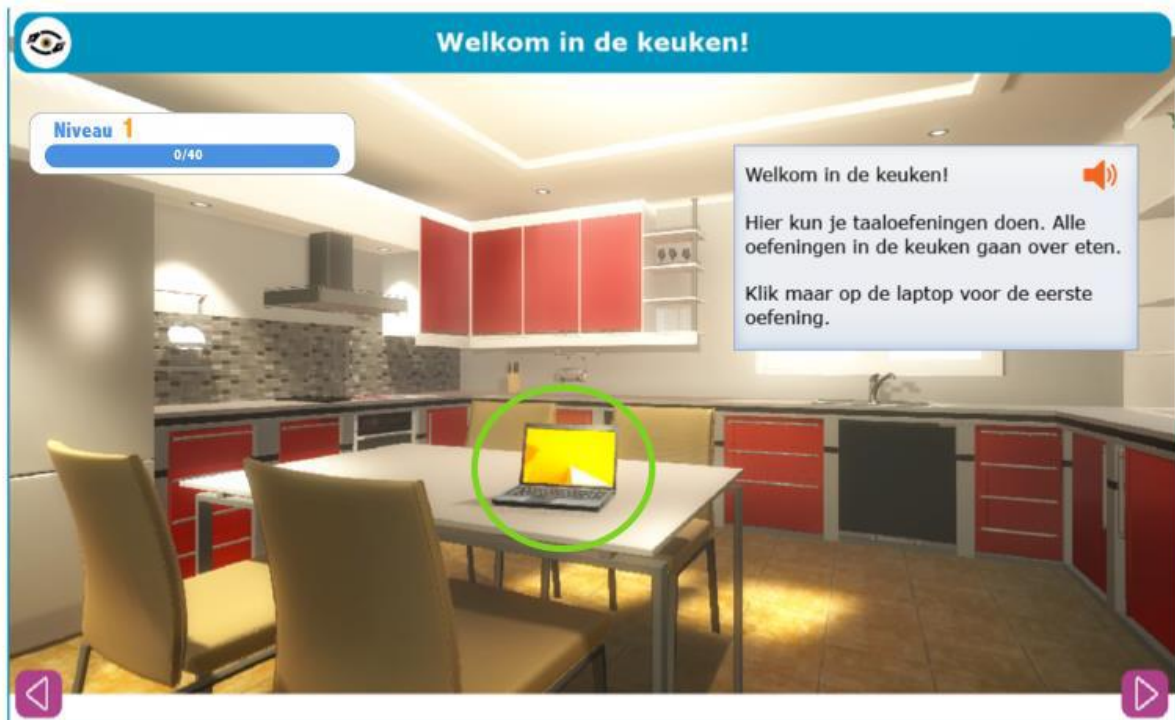 Welkom in de keuken!
Niveau 1
0/40
Welkom in de keuken!
Hier kun je taaloefeningen doen. Alle
oefeningen in de keuken gaan over eten.
Klik maar op de laptop voor de eerste
oefening.